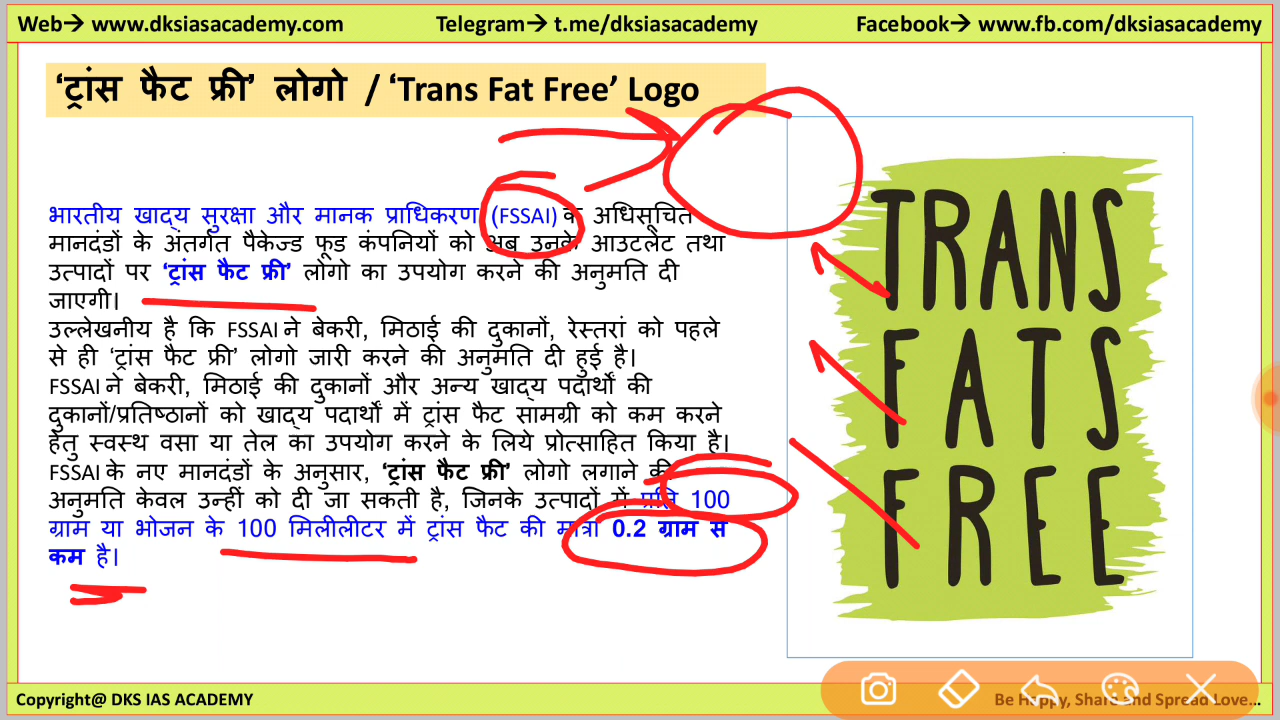 Web→ www.dksiasacademy.com Telegram→ t.me/dksiasacademy Facebook→ www.fb.com/dksiasacademy
‘ट्रांस फैट फ्री’ लोगो / ‘Trans Fat Free’ Logo
भारतीय खाद्य सुरक्षा और मानक प्राधिकरण (FSSAI) के अधिसूचित
मानदंडों के अंतर्गत पैकेज्ड फूड कंपनियों को अब उनके आउटलेट तथा
उत्पादों पर ‘ट्रांस फैट फ्री’ लोगो का उपयोग करने की अनुमति दी
जाएगी।
उल्लेखनीय है कि FSSAI ने बेकरी, मिठाई की दुकानों, रेस्तरां को पहले
से ही ‘ट्रांस फैट फ्री’ लोगो जारी करने की अनुमति दी हुई है।
FSSAI ने बेकरी, मिठाई की दुकानों और अन्य खाद्य पदार्थों की
दुकानों/प्रतिष्ठानों को खाद्य पदार्थों में ट्रांस फैट सामग्री को कम करने
हेतु स्वस्थ वसा या तेल का उपयोग करने के लिये प्रोत्साहित किया है।
FSSAI के नए मानदंडों के अनुसार, ‘ट्रांस फैट फ्री’ लोगो लगाने की
अनुमति केवल उन्हीं को दी जा सकती है, जिनके उत्पादों में प्रति 100
ग्राम या भोजन के 100 मिलीलीटर में ट्रांस फैट की मात्रा 0.2 ग्राम से
कम है।
TRANS
FATS
FREE
Copyright@ DKS IAS ACADEMY Be Happy, Share and Spread Love...